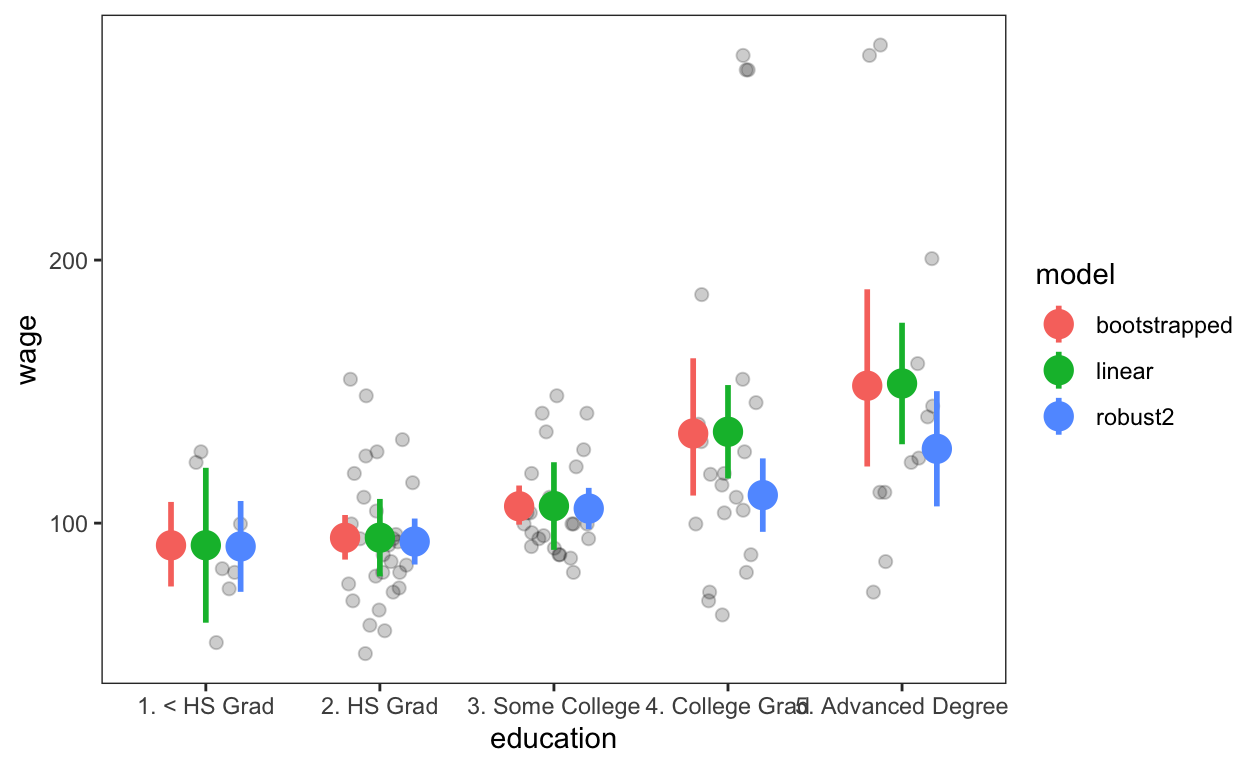 wage
200
100
1. < HS Grad
2. HS Grad
3. Some College
4. College Grad
5. Advanced Degree
education
model
bootstrapped
linear
robust2